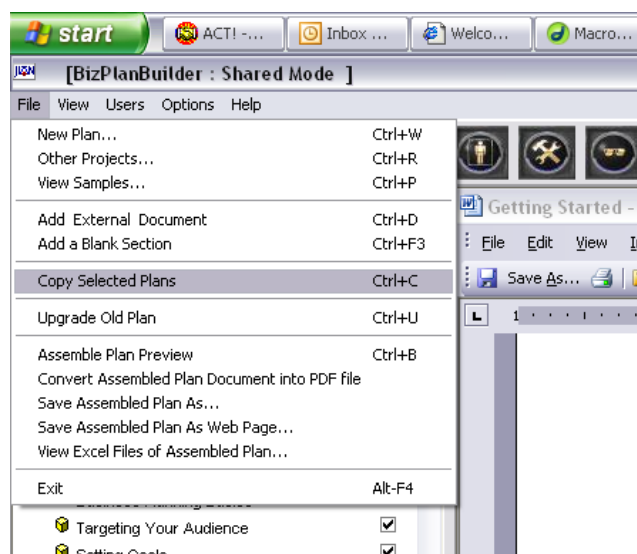 start ACT! -... Inbox ... Welco... Macro...
[BizPlanBuilder : Shared Mode ]
File View Users Options Help
New Plan... Ctrl+W
Other Projects... Ctrl+R
View Samples... Ctrl+P
Getting Started -
Add External Document Ctrl+D
Add a Blank Section Ctrl+F3
File Edit View
Copy Selected Plans Ctrl+C
Save As...
Upgrade Old Plan Ctrl+U
L 1
Assemble Plan Preview Ctrl+B
Convert Assembled Plan Document into PDF file
Save Assembled Plan As...
Save Assembled Plan As Web Page...
View Excel Files of Assembled Plan...
Exit Alt-F4
Targeting Your Audience